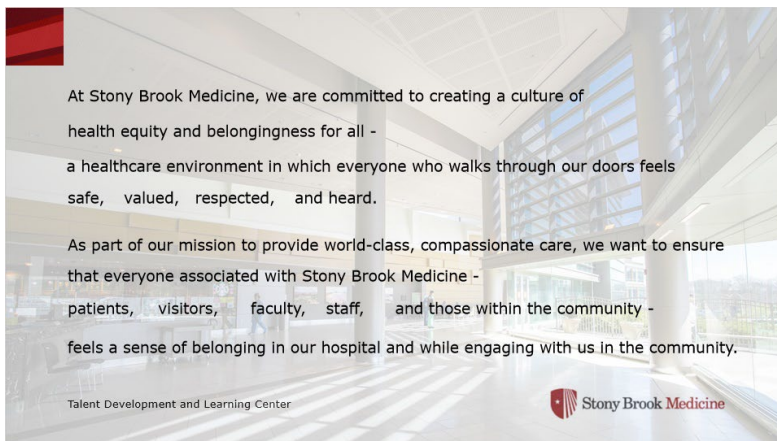 At Stony Brook Medicine, we are committed to creating a culture of
health equity and belongingness for all -
a healthcare environment in which everyone who walks through our doors feels
safe, valued, respected, and heard.
As part of our mission to provide world-class, compassionate care, we want to ensure
that everyone associated with Stony Brook Medicine -
patients, visitors, faculty, staff, and those within the community -
feels a sense of belonging in our hospital and while engaging with us in the community.
Talent Development and Learning Center
Stony Brook Medicine